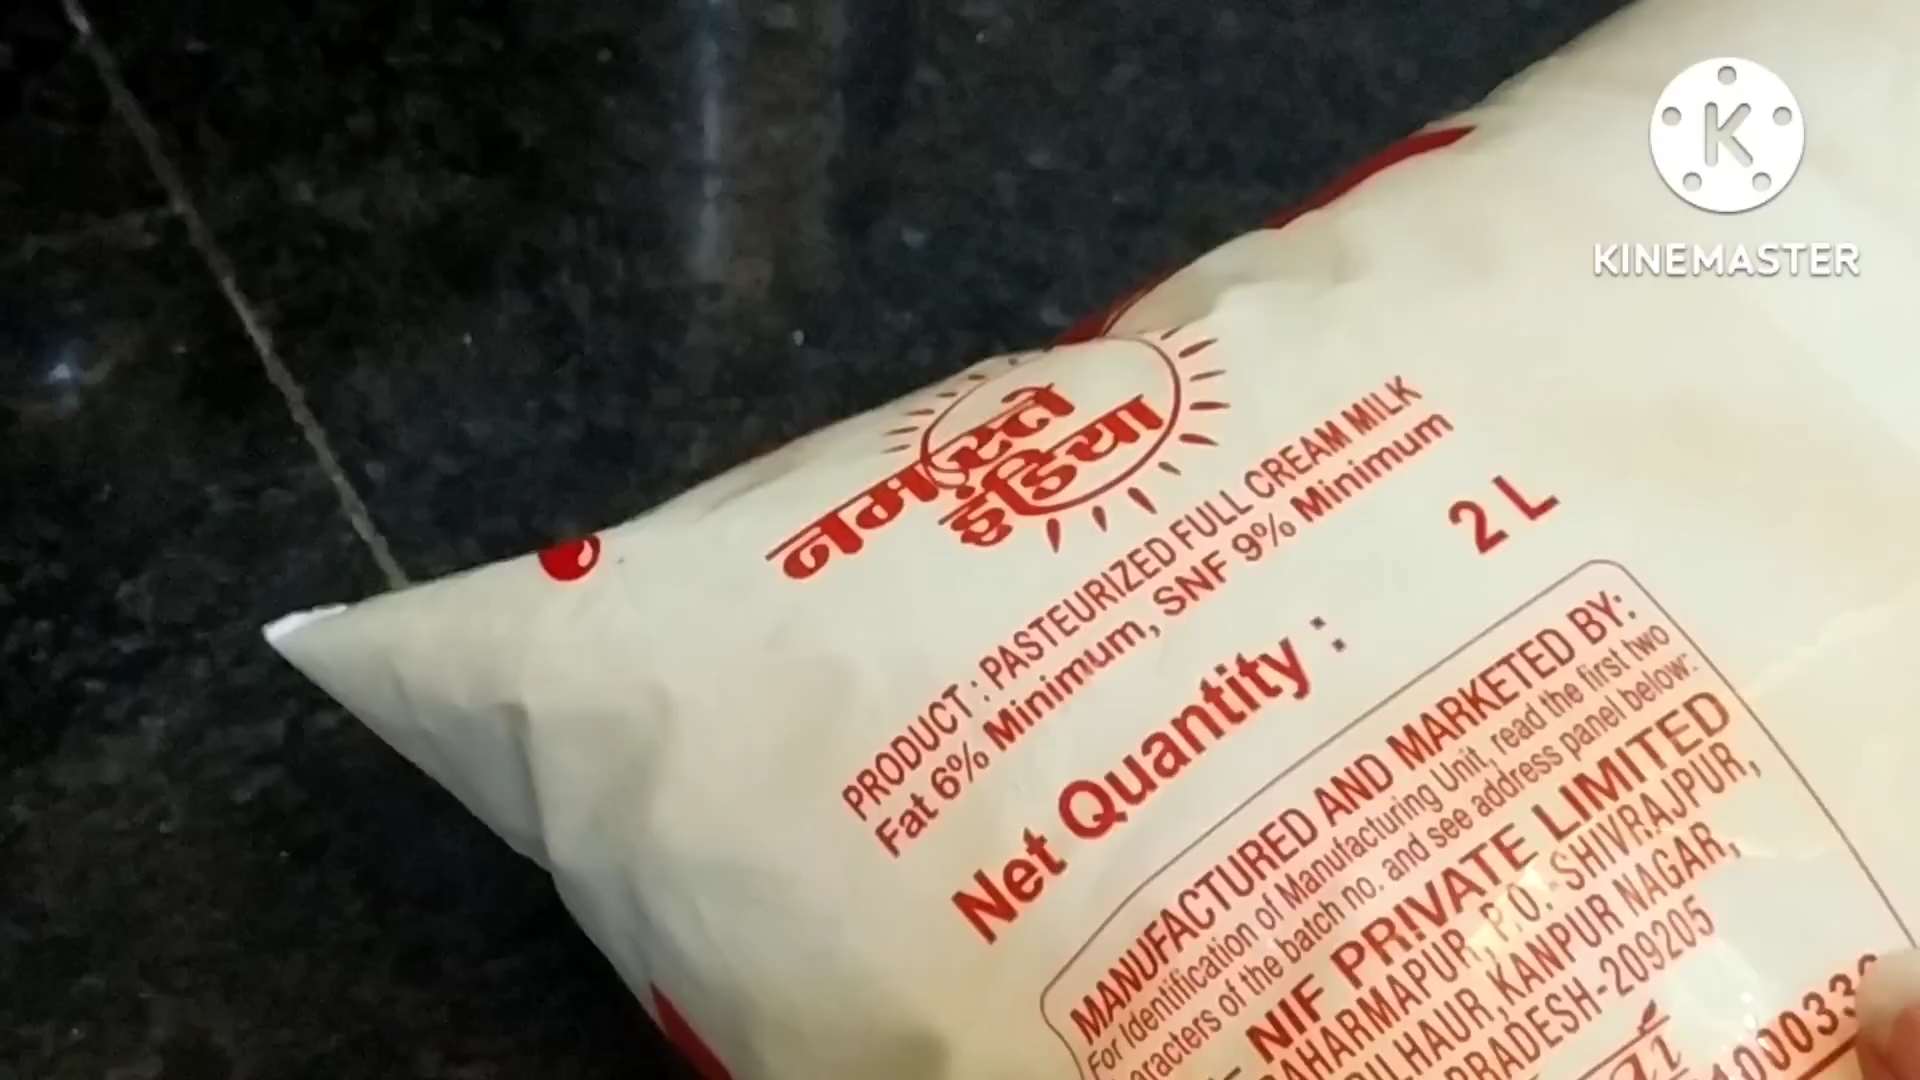 KINEMASTER
नमस्ते
इंडिया
PRODUCT : PASTEURIZED FULL CREAM MILK
Fat 6% Minimum, SNF 9% Minimum
Net Quantity : 2 L
MANUFACTURED AND MARKETED BY:
For Identification of Manufacturing Unit, read the first two
characters of the batch no. and see address panel below:
NIF PRIVATE LIMITED
P.O.-SHIVRAJPUR,
KANPUR NAGAR,
PRADESH-209205